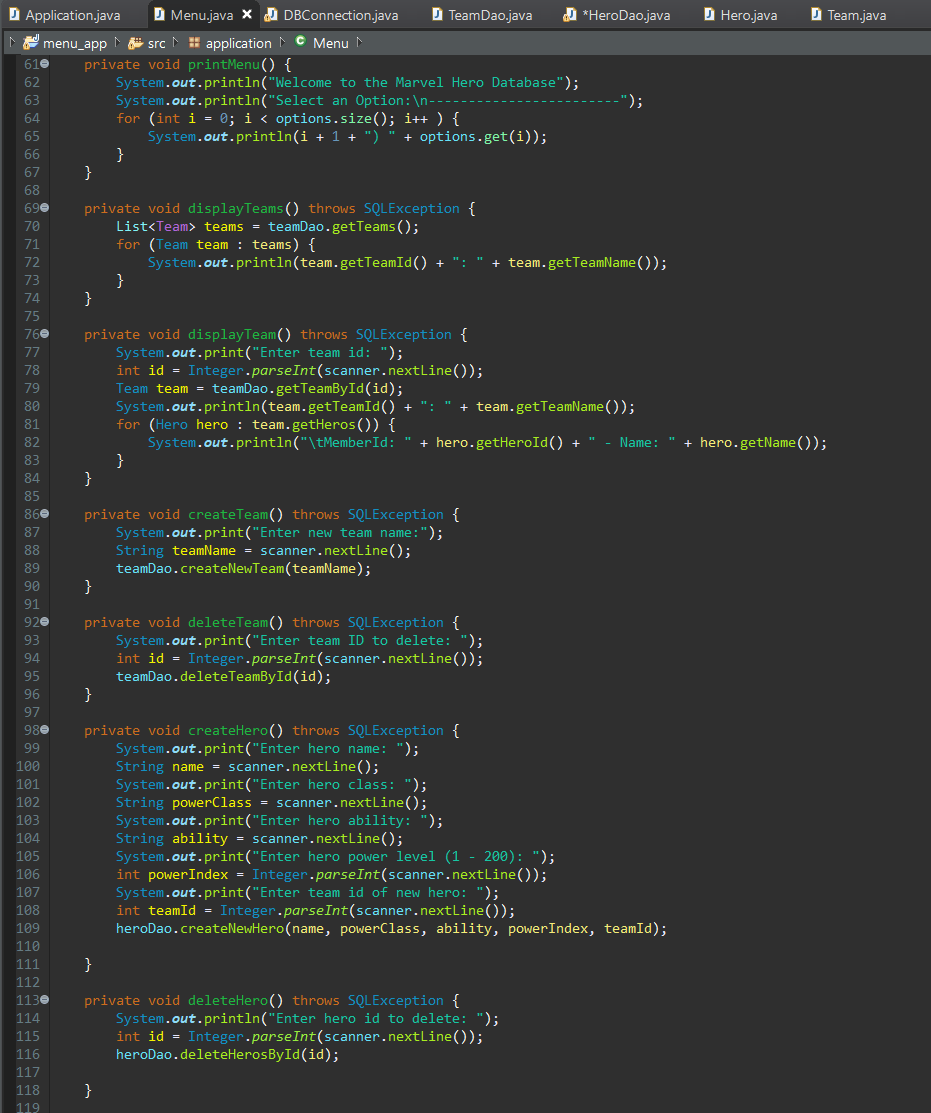 Application.java Menu.java DBConnection.java TeamDao.java *HeroDao.java Hero.java Team.java
menu_app src application Menu
61 private void printMenu() {
62 System.out.println("Welcome to the Marvel Hero Database");
63 System.out.println("Select an Option:\n------------------------");
64 for (int i = 0; i < options.size(); i++ ) {
65 System.out.println(i + 1 + ") " + options.get(i));
66 }
67 }
68
69 private void displayTeams() throws SQLException {
70 List<Team> teams = teamDao.getTeams();
71 for (Team team : teams) {
72 System.out.println(team.getTeamId() + ": " + team.getTeamName());
73 }
74 }
75
76 private void displayTeam() throws SQLException {
77 System.out.print("Enter team id: ");
78 int id = Integer.parseInt(scanner.nextLine());
79 Team team = teamDao.getTeamById(id);
80 System.out.println(team.getTeamId() + ": " + team.getTeamName());
81 for (Hero hero : team.getHeros()) {
82 System.out.println("\tMemberId: " + hero.getHeroId() + " - Name: " + hero.getName());
83 }
84 }
85
86 private void createTeam() throws SQLException {
87 System.out.print("Enter new team name:");
88 String teamName = scanner.nextLine();
89 teamDao.createNewTeam(teamName);
90 }
91
92 private void deleteTeam() throws SQLException {
93 System.out.print("Enter team ID to delete: ");
94 int id = Integer.parseInt(scanner.nextLine());
95 teamDao.deleteTeamById(id);
96 }
97
98 private void createHero() throws SQLException {
99 System.out.print("Enter hero name: ");
100 String name = scanner.nextLine();
101 System.out.print("Enter hero class: ");
102 String powerClass = scanner.nextLine();
103 System.out.print("Enter hero ability: ");
104 String ability = scanner.nextLine();
105 System.out.print("Enter hero power level (1 - 200): ");
106 int powerIndex = Integer.parseInt(scanner.nextLine());
107 System.out.print("Enter team id of new hero: ");
108 int teamId = Integer.parseInt(scanner.nextLine());
109 heroDao.createNewHero(name, powerClass, ability, powerIndex, teamId);
110
111 }
112
113 private void deleteHero() throws SQLException {
114 System.out.println("Enter hero id to delete: ");
115 int id = Integer.parseInt(scanner.nextLine());
116 heroDao.deleteHerosById(id);
117
118 }
119